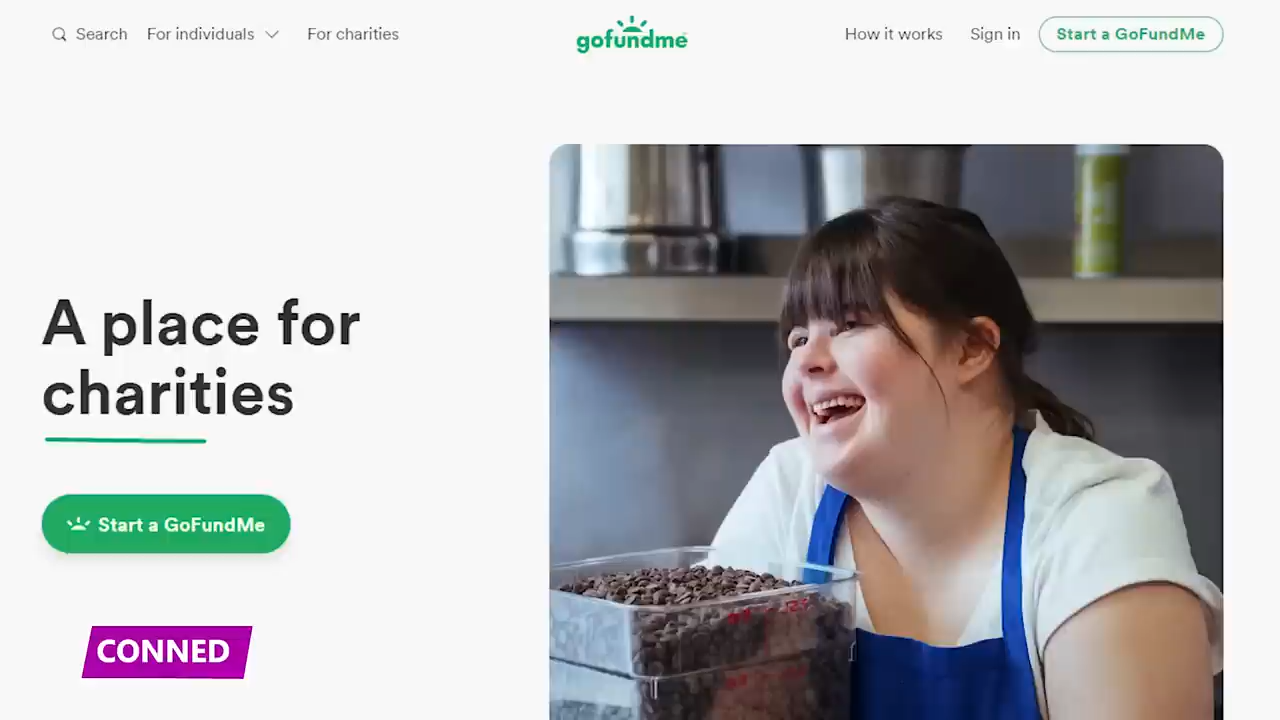 Search
For individuals
For charities
gofundme
How it works
Sign in
Start a GoFundMe
A place for
charities
Start a GoFundMe
CONNED